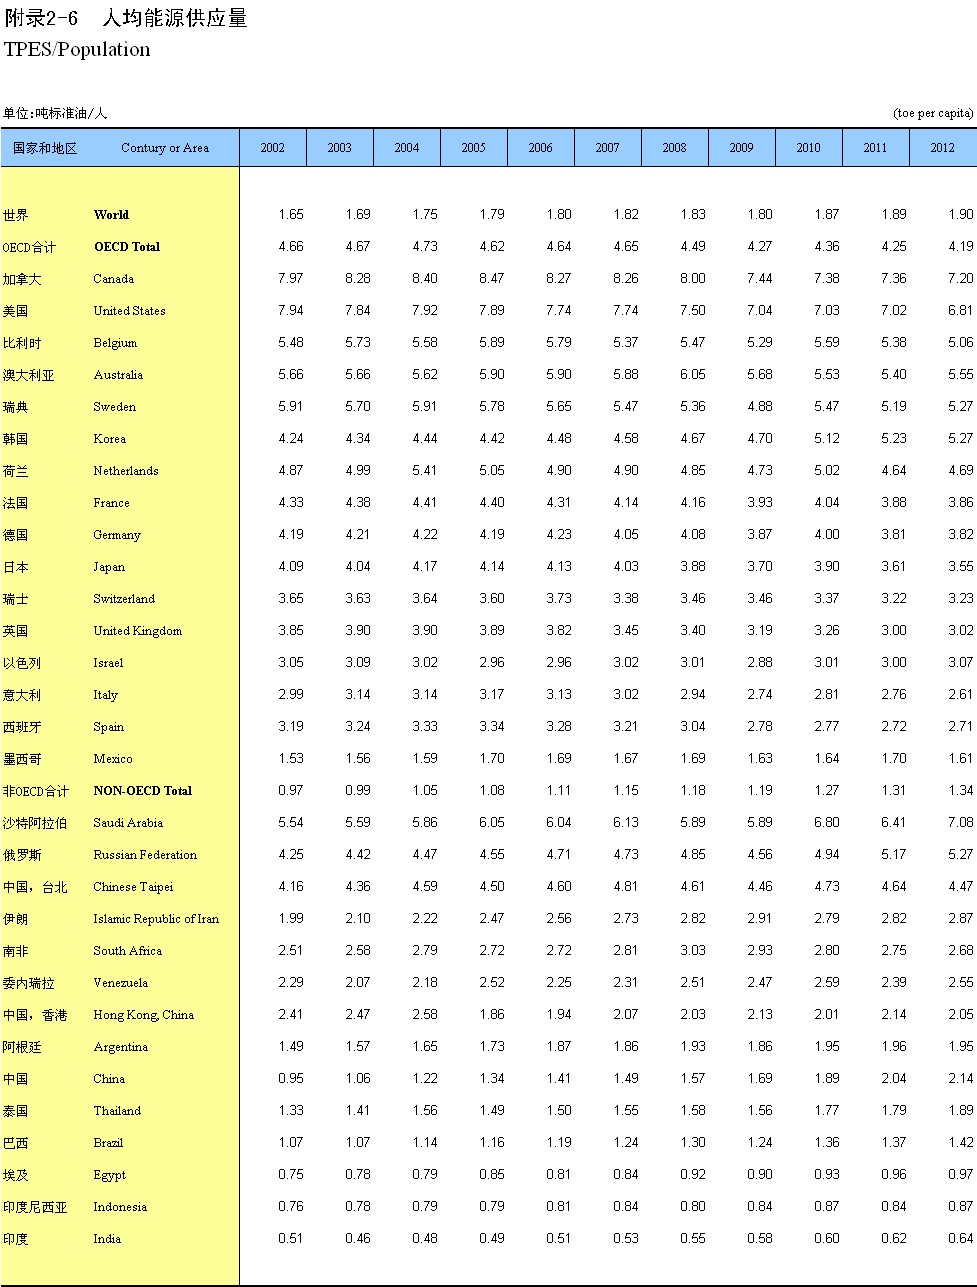 附录2-6 人均能源供应量
TPES/Population
单位:吨标准油/人 (toe per capita)
国家和地区 Contury or Area 2002 2003 2004 2005 2006 2007 2008 2009 2010 2011 2012
世界 World 1.65 1.69 1.75 1.79 1.80 1.82 1.83 1.80 1.87 1.89 1.90
OECD合计 OECD Total 4.66 4.67 4.73 4.62 4.64 4.65 4.49 4.27 4.36 4.25 4.19
加拿大 Canada 7.97 8.28 8.40 8.47 8.27 8.26 8.00 7.44 7.38 7.36 7.20
美国 United States 7.94 7.84 7.92 7.89 7.74 7.74 7.50 7.04 7.03 7.02 6.81
比利时 Belgium 5.48 5.73 5.58 5.89 5.79 5.37 5.47 5.29 5.59 5.38 5.06
澳大利亚 Australia 5.66 5.66 5.62 5.90 5.90 5.88 6.05 5.68 5.53 5.40 5.55
瑞典 Sweden 5.91 5.70 5.91 5.78 5.65 5.47 5.36 4.88 5.47 5.19 5.27
韩国 Korea 4.24 4.34 4.44 4.42 4.48 4.58 4.67 4.70 5.12 5.23 5.27
荷兰 Netherlands 4.87 4.99 5.41 5.05 4.90 4.90 4.85 4.73 5.02 4.64 4.69
法国 France 4.33 4.38 4.41 4.40 4.31 4.14 4.16 3.93 4.04 3.88 3.86
德国 Germany 4.19 4.21 4.22 4.19 4.23 4.05 4.08 3.87 4.00 3.81 3.82
日本 Japan 4.09 4.04 4.17 4.14 4.13 4.03 3.88 3.70 3.90 3.61 3.55
瑞士 Switzerland 3.65 3.63 3.64 3.60 3.73 3.38 3.46 3.46 3.37 3.22 3.23
英国 United Kingdom 3.85 3.90 3.90 3.89 3.82 3.45 3.40 3.19 3.26 3.00 3.02
以色列 Israel 3.05 3.09 3.02 2.96 2.96 3.02 3.01 2.88 3.01 3.00 3.07
意大利 Italy 2.99 3.14 3.14 3.17 3.13 3.02 2.94 2.74 2.81 2.76 2.61
西班牙 Spain 3.19 3.24 3.33 3.34 3.28 3.21 3.04 2.78 2.77 2.72 2.71
墨西哥 Mexico 1.53 1.56 1.59 1.70 1.69 1.67 1.69 1.63 1.64 1.70 1.61
非OECD合计 NON-OECD Total 0.97 0.99 1.05 1.08 1.11 1.15 1.18 1.19 1.27 1.31 1.34
沙特阿拉伯 Saudi Arabia 5.54 5.59 5.86 6.05 6.04 6.13 5.89 5.89 6.80 6.41 7.08
俄罗斯 Russian Federation 4.25 4.42 4.47 4.55 4.71 4.73 4.85 4.56 4.94 5.17 5.27
中国，台北 Chinese Taipei 4.16 4.36 4.59 4.50 4.60 4.81 4.61 4.46 4.73 4.64 4.47
伊朗 Islamic Republic of Iran 1.99 2.10 2.22 2.47 2.56 2.73 2.82 2.91 2.79 2.82 2.87
南非 South Africa 2.51 2.58 2.79 2.72 2.72 2.81 3.03 2.93 2.80 2.75 2.68
委内瑞拉 Venezuela 2.29 2.07 2.18 2.52 2.25 2.31 2.51 2.47 2.59 2.39 2.55
中国，香港 Hong Kong, China 2.41 2.47 2.58 1.86 1.94 2.07 2.03 2.13 2.01 2.14 2.05
阿根廷 Argentina 1.49 1.57 1.65 1.73 1.87 1.86 1.93 1.86 1.95 1.96 1.95
中国 China 0.95 1.06 1.22 1.34 1.41 1.49 1.57 1.69 1.89 2.04 2.14
泰国 Thailand 1.33 1.41 1.56 1.49 1.50 1.55 1.58 1.56 1.77 1.79 1.89
巴西 Brazil 1.07 1.07 1.14 1.16 1.19 1.24 1.30 1.24 1.36 1.37 1.42
埃及 Egypt 0.75 0.78 0.79 0.85 0.81 0.84 0.92 0.90 0.93 0.96 0.97
印度尼西亚 Indonesia 0.76 0.78 0.79 0.79 0.81 0.84 0.80 0.84 0.87 0.84 0.87
印度 India 0.51 0.46 0.48 0.49 0.51 0.53 0.55 0.58 0.60 0.62 0.64